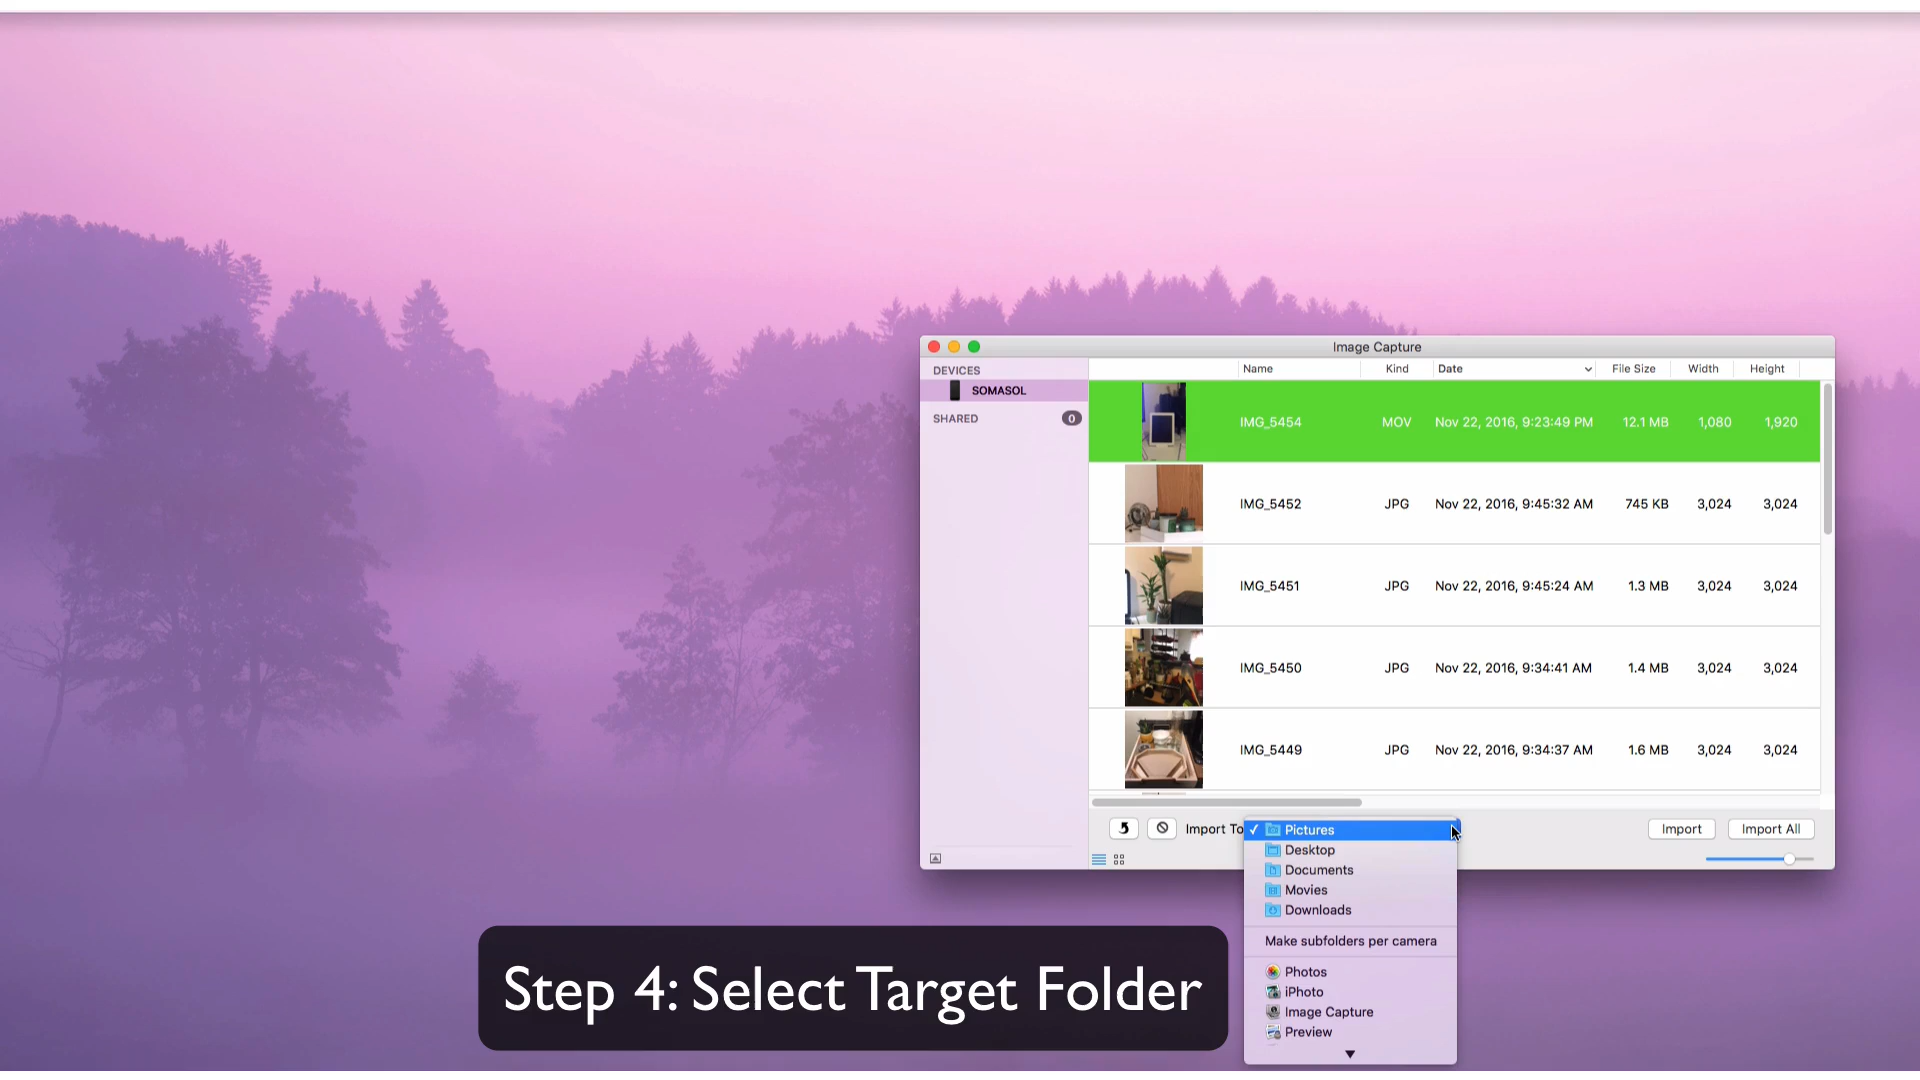 Image Capture
DEVICES
SOMASOL
SHARED 0
Name Kind Date File Size Width Height
IMG_5454 MOV Nov 22, 2016, 9:23:49 PM 12.1 MB 1,080 1,920
IMG_5452 JPG Nov 22, 2016, 9:45:32 AM 745 KB 3,024 3,024
IMG_5451 JPG Nov 22, 2016, 9:45:24 AM 1.3 MB 3,024 3,024
IMG_5450 JPG Nov 22, 2016, 9:34:41 AM 1.4 MB 3,024 3,024
IMG_5449 JPG Nov 22, 2016, 9:34:37 AM 1.6 MB 3,024 3,024
Import To Pictures Import Import All
Desktop
Documents
Movies
Downloads
Make subfolders per camera
Photos
iPhoto
Image Capture
Preview
Step 4: Select Target Folder